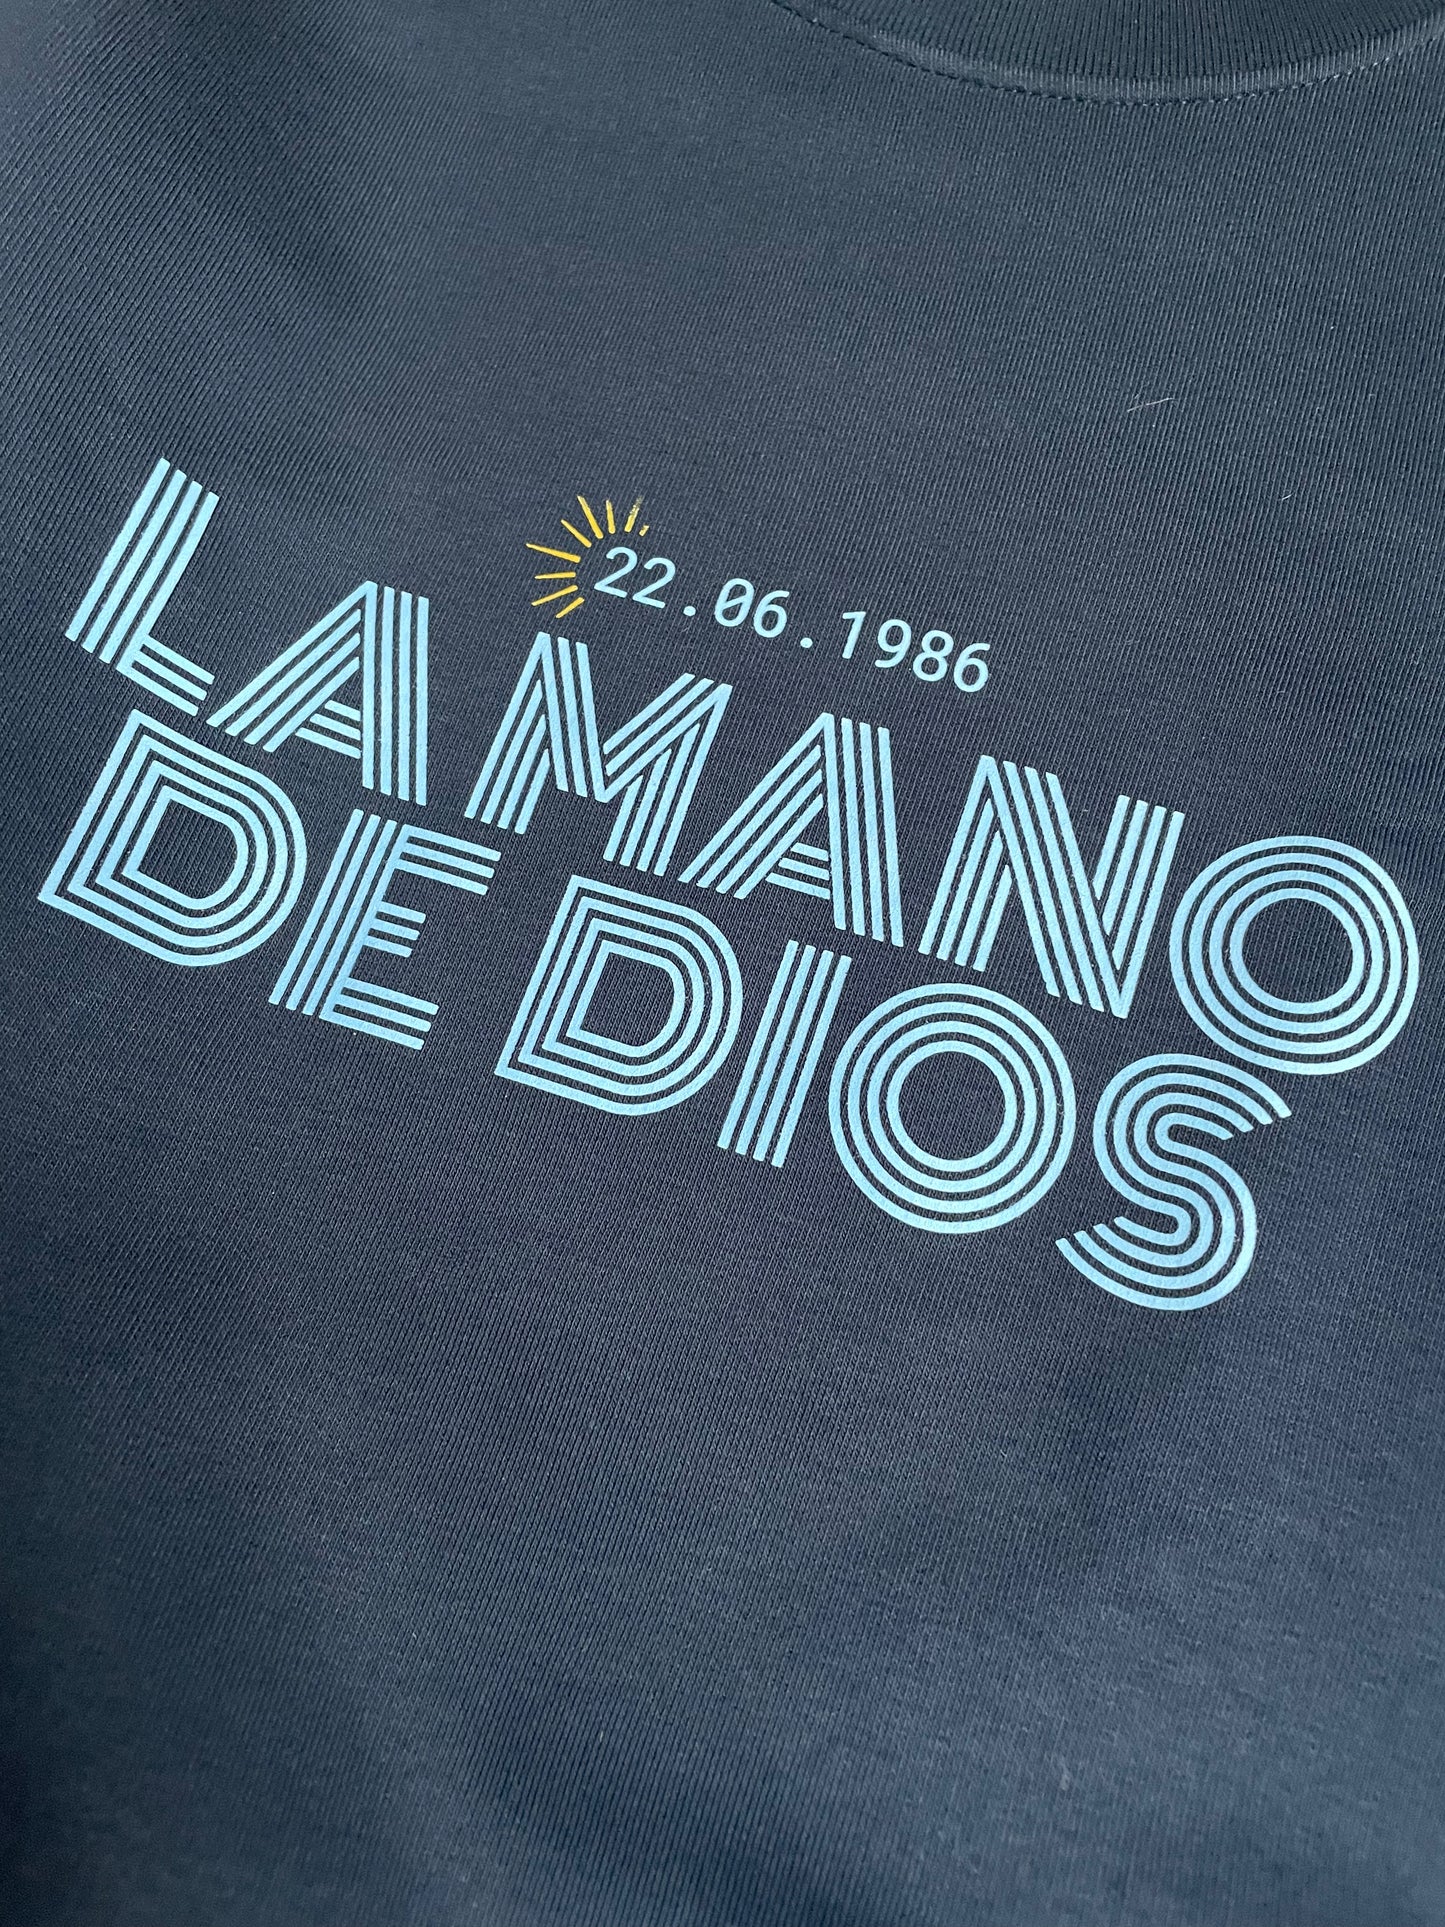 22.06.1986
LA MANO
DE DIOS